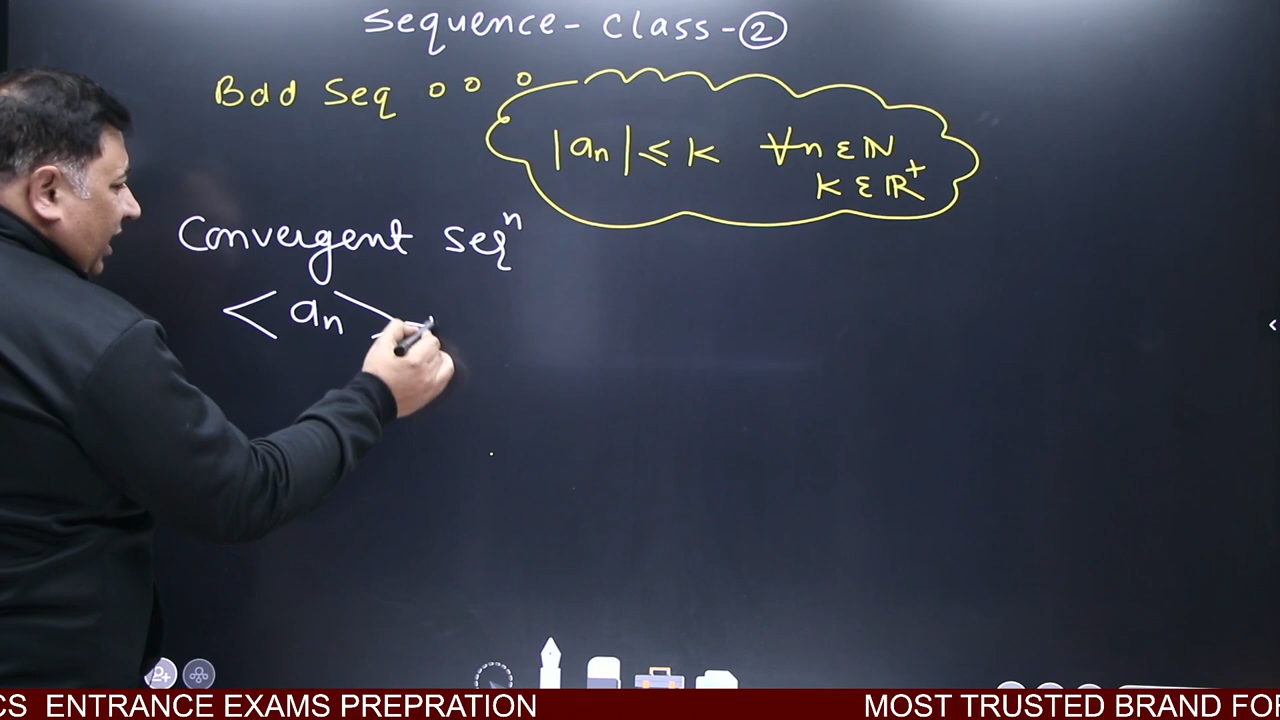 Sequence - Class - ②
Bdd Seq
|aₙ| ≤ k ∀n ε ℕ
k ε ℝ⁺
Convergent seqⁿ
< aₙ >
CS ENTRANCE EXAMS PREPRATION MOST TRUSTED BRAND FOR